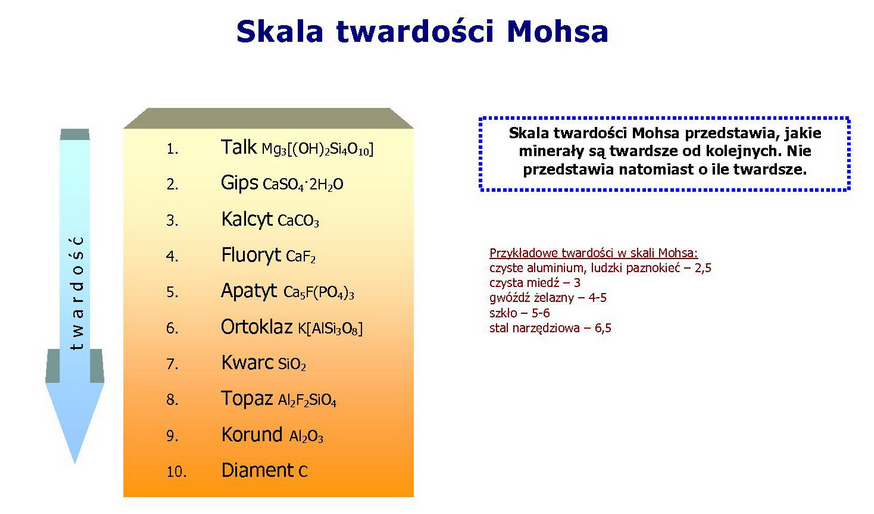 Skala twardości Mohsa
twardość
1. Talk Mg₃[(OH)₂Si₄O₁₀]
2. Gips CaSO₄·2H₂O
3. Kalcyt CaCO₃
4. Fluoryt CaF₂
5. Apatyt Ca₅F(PO₄)₃
6. Ortoklaz K[AlSi₃O₈]
7. Kwarc SiO₂
8. Topaz Al₂F₂SiO₄
9. Korund Al₂O₃
10. Diament C
Skala twardości Mohsa przedstawia, jakie
minerały są twardsze od kolejnych. Nie
przedstawia natomiast o ile twardsze.
Przykładowe twardości w skali Mohsa:
czyste aluminium, ludzki paznokieć – 2,5
czysta miedź – 3
gwóźdź żelazny – 4-5
szkło – 5-6
stal narzędziowa – 6,5